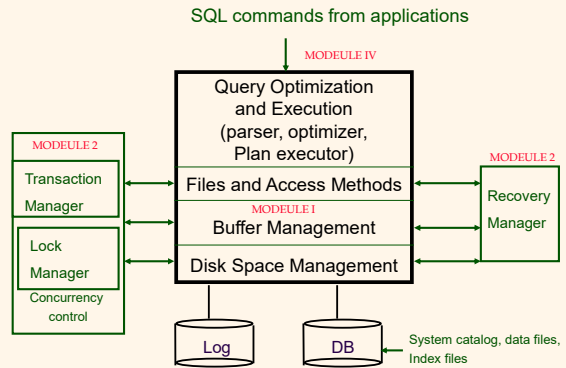 SQL commands from applications
MODEULE IV
Query Optimization
and Execution
(parser, optimizer,
Plan executor)
MODEULE 2
Transaction
Manager
Lock
Manager
Concurrency
control
Files and Access Methods
MODEULE I
Buffer Management
Disk Space Management
MODEULE 2
Recovery
Manager
Log
DB
System catalog, data files,
Index files